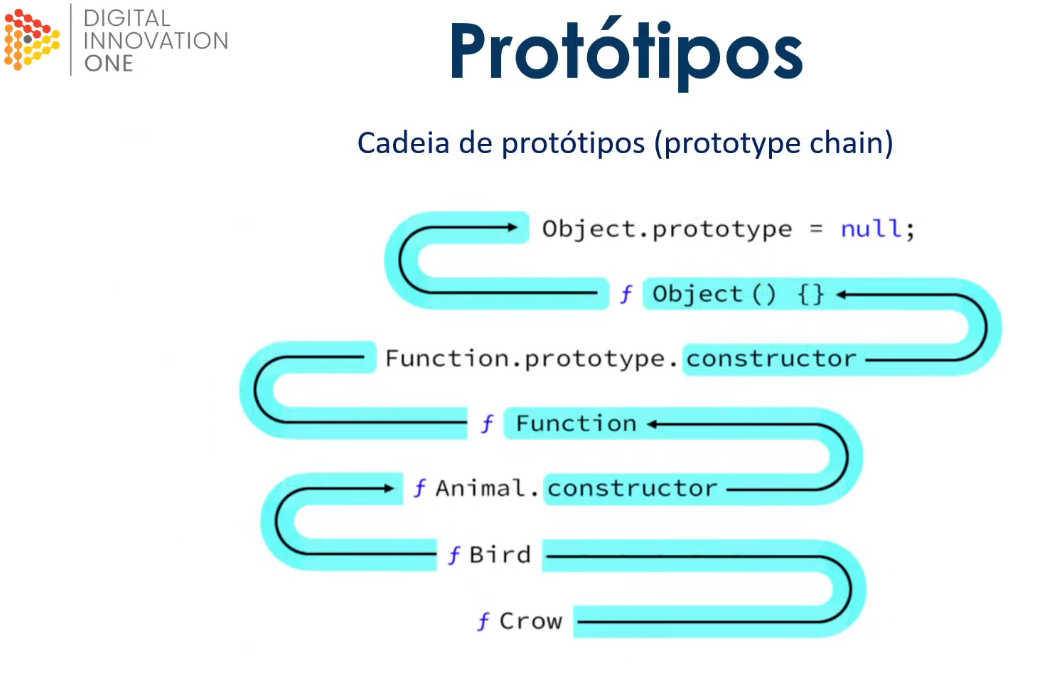 DIGITAL
INNOVATION
ONE
Protótipos
Cadeia de protótipos (prototype chain)
Object.prototype = null;
f Object() {}
Function.prototype.constructor
f Function
f Animal.constructor
f Bird
f Crow